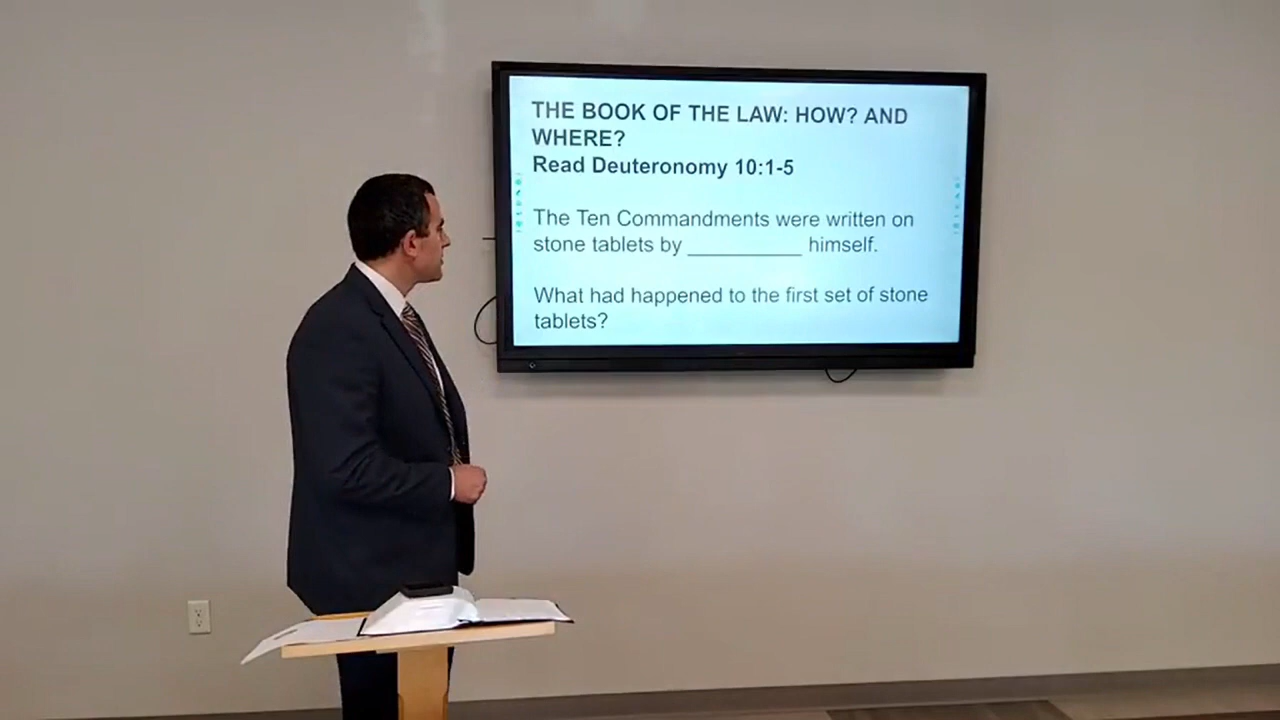 THE BOOK OF THE LAW: HOW? AND
WHERE?
Read Deuteronomy 10:1-5
The Ten Commandments were written on
stone tablets by __________ himself.
What had happened to the first set of stone
tablets?